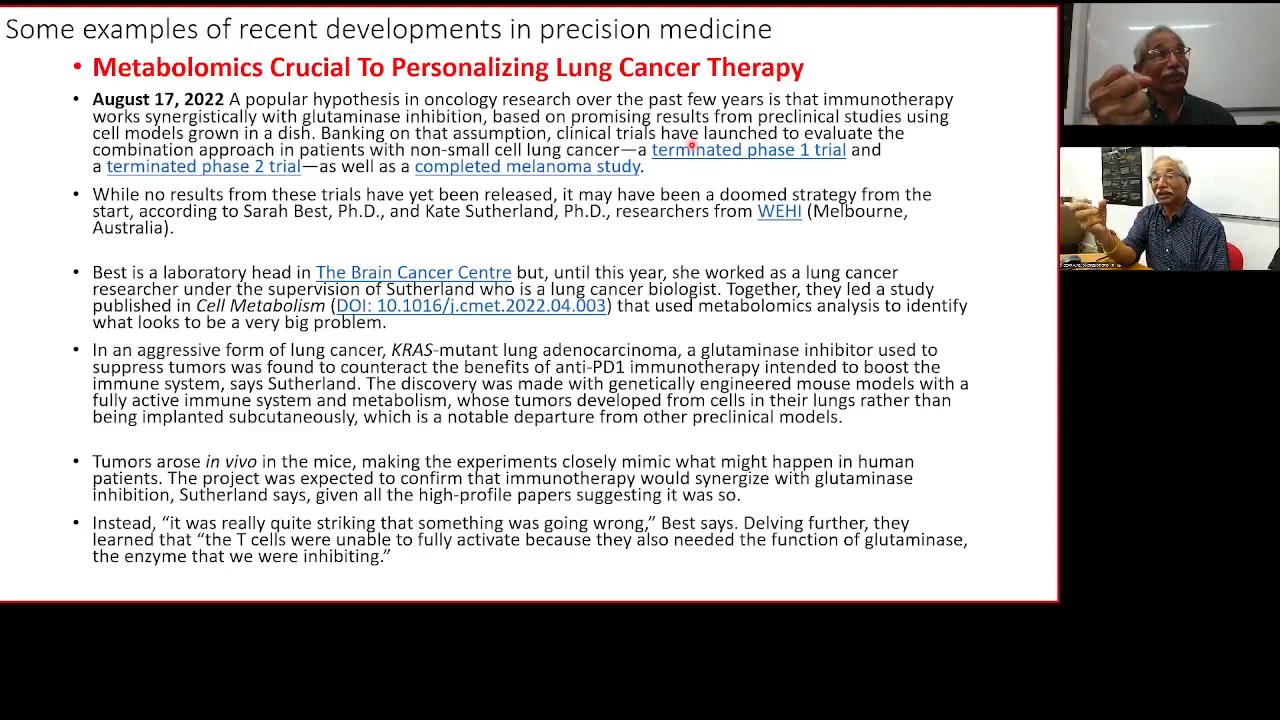 Some examples of recent developments in precision medicine
• Metabolomics Crucial To Personalizing Lung Cancer Therapy
• August 17, 2022 A popular hypothesis in oncology research over the past few years is that immunotherapy
works synergistically with glutaminase inhibition, based on promising results from preclinical studies using
cell models grown in a dish. Banking on that assumption, clinical trials have launched to evaluate the
combination approach in patients with non-small cell lung cancer—a terminated phase 1 trial and
a terminated phase 2 trial—as well as a completed melanoma study.
• While no results from these trials have yet been released, it may have been a doomed strategy from the
start, according to Sarah Best, Ph.D., and Kate Sutherland, Ph.D., researchers from WEHI (Melbourne,
Australia).
• Best is a laboratory head in The Brain Cancer Centre but, until this year, she worked as a lung cancer
researcher under the supervision of Sutherland who is a lung cancer biologist. Together, they led a study
published in Cell Metabolism (DOI: 10.1016/j.cmet.2022.04.003) that used metabolomics analysis to identify
what looks to be a very big problem.
• In an aggressive form of lung cancer, KRAS-mutant lung adenocarcinoma, a glutaminase inhibitor used to
suppress tumors was found to counteract the benefits of anti-PD1 immunotherapy intended to boost the
immune system, says Sutherland. The discovery was made with genetically engineered mouse models with a
fully active immune system and metabolism, whose tumors developed from cells in their lungs rather than
being implanted subcutaneously, which is a notable departure from other preclinical models.
• Tumors arose in vivo in the mice, making the experiments closely mimic what might happen in human
patients. The project was expected to confirm that immunotherapy would synergize with glutaminase
inhibition, Sutherland says, given all the high-profile papers suggesting it was so.
• Instead, “it was really quite striking that something was going wrong,” Best says. Delving further, they
learned that “the T cells were unable to fully activate because they also needed the function of glutaminase,
the enzyme that we were inhibiting.”